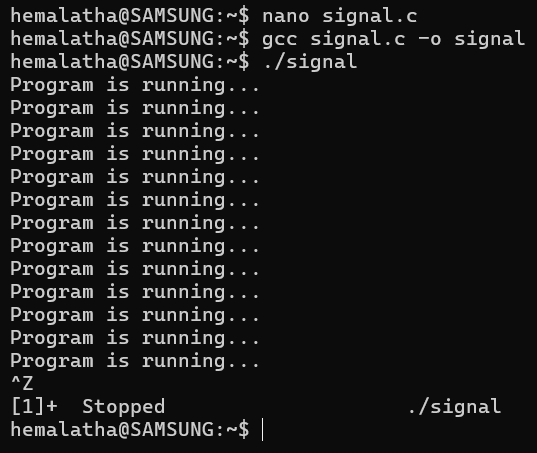 hemalatha@SAMSUNG:~$ nano signal.c
hemalatha@SAMSUNG:~$ gcc signal.c -o signal
hemalatha@SAMSUNG:~$ ./signal
Program is running...
Program is running...
Program is running...
Program is running...
Program is running...
Program is running...
Program is running...
Program is running...
Program is running...
Program is running...
Program is running...
Program is running...
Program is running...
^Z
[1]+  Stopped                    ./signal
hemalatha@SAMSUNG:~$